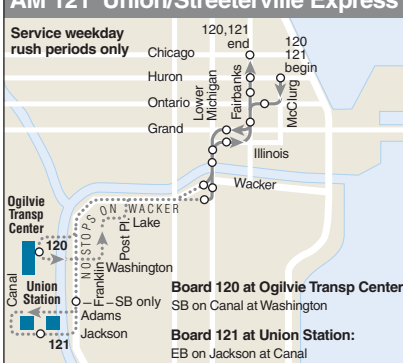 AM 121 Union/Streeterville Express
Service weekday
rush periods only
120,121
end
120
121
begin
Chicago
Huron
Ontario
Grand
Lower
Michigan
Fairbanks
McClurg
Illinois
Wacker
NO STOPS ON WACKER
Ogilvie
Transp
Center
120
Lake
Post Pl.
Washington
Franklin
Canal
Union
Station
SB only
Adams
Jackson
121
Board 120 at Ogilvie Transp Center
SB on Canal at Washington
Board 121 at Union Station:
EB on Jackson at Canal